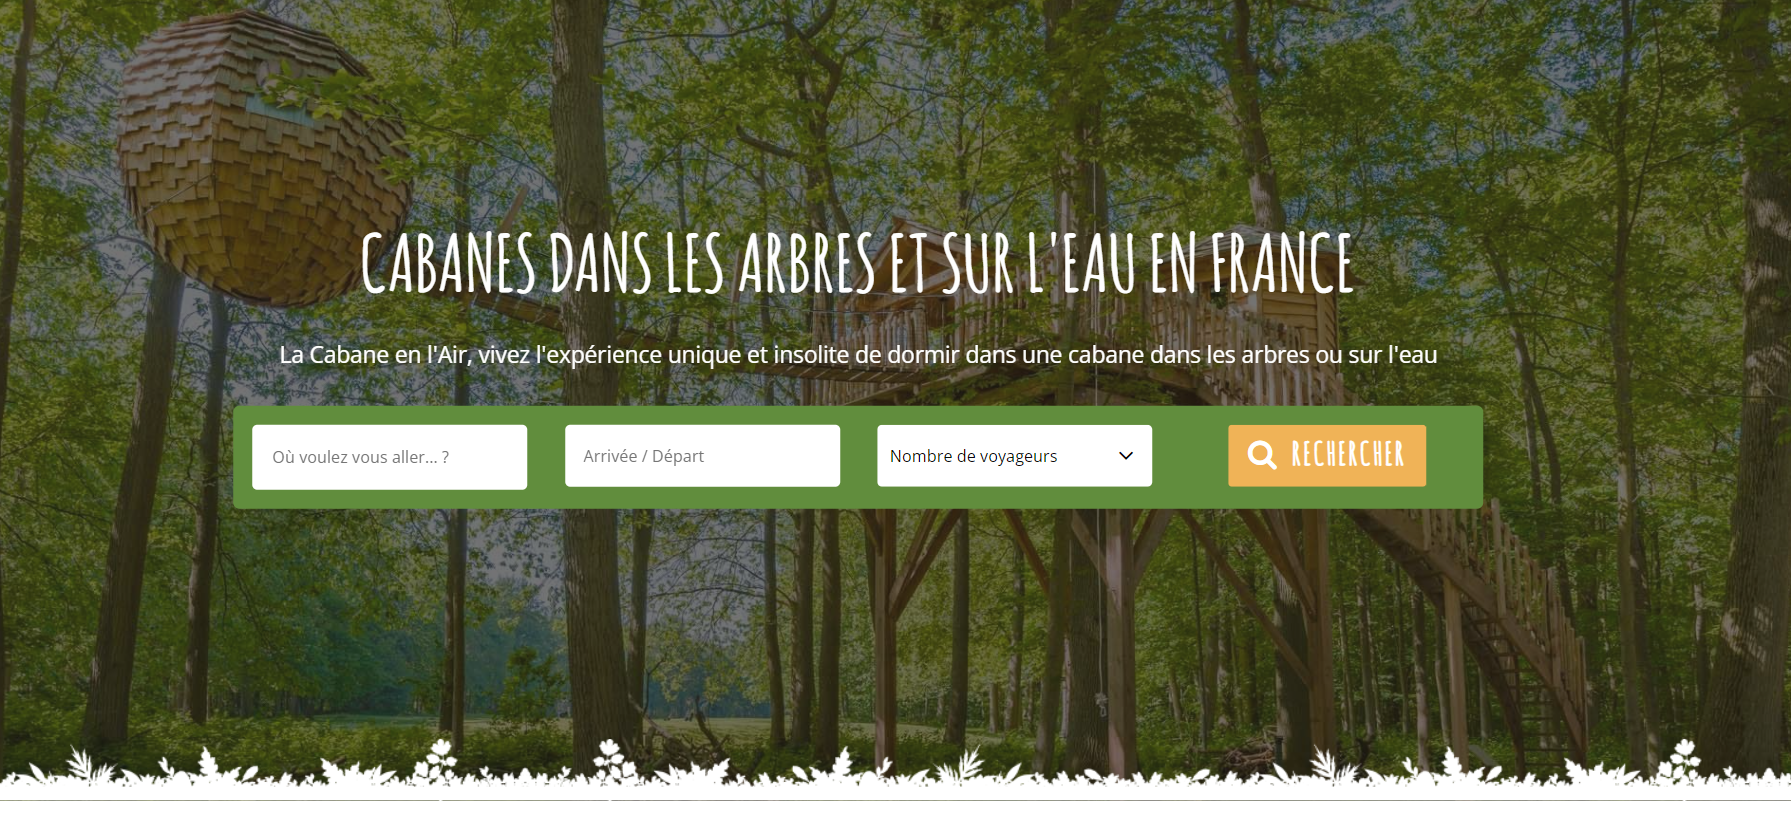 CABANES DANS LES ARBRES ET SUR L'EAU EN FRANCE
La Cabane en l'Air, vivez l'expérience unique et insolite de dormir dans une cabane dans les arbres ou sur l'eau
Où voulez vous aller... ?
Arrivée / Départ
Nombre de voyageurs
RECHERCHER